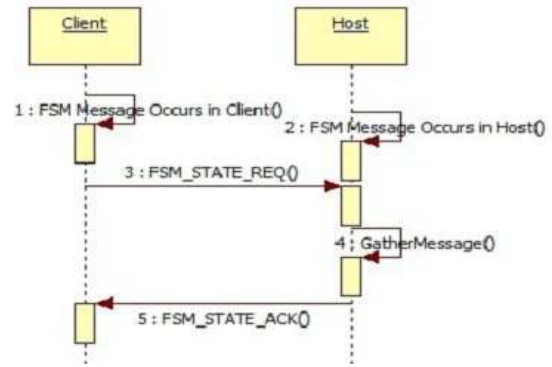 Client
Host
1 : FSM Message Occurs in Client()
2 : FSM Message Occurs in Host()
3 : FSM_STATE_REQ()
4 : GatherMessage()
5 : FSM_STATE_ACK()